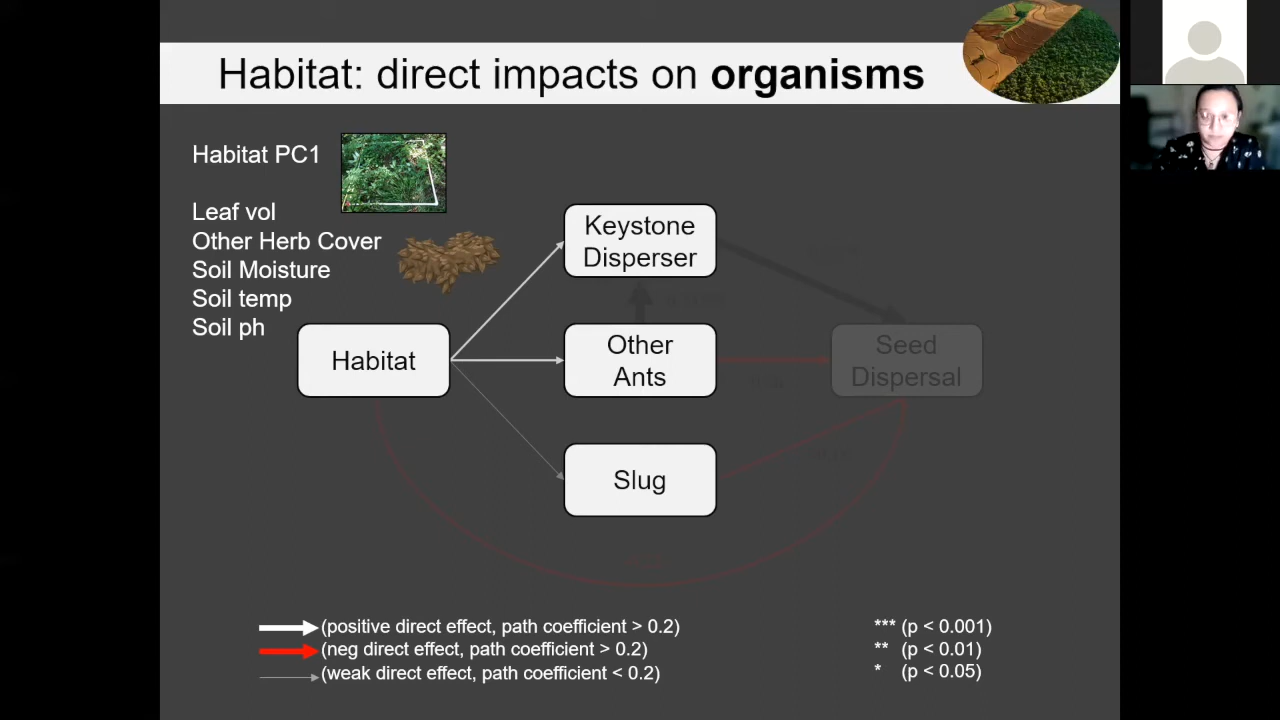 Habitat: direct impacts on organisms
Habitat PC1
Leaf vol
Other Herb Cover
Soil Moisture
Soil temp
Soil ph
Habitat
Keystone
Disperser
Other
Ants
Slug
Seed
Dispersal
(positive direct effect, path coefficient > 0.2)
(neg direct effect, path coefficient > 0.2)
(weak direct effect, path coefficient < 0.2)
*** (p < 0.001)
** (p < 0.01)
* (p < 0.05)